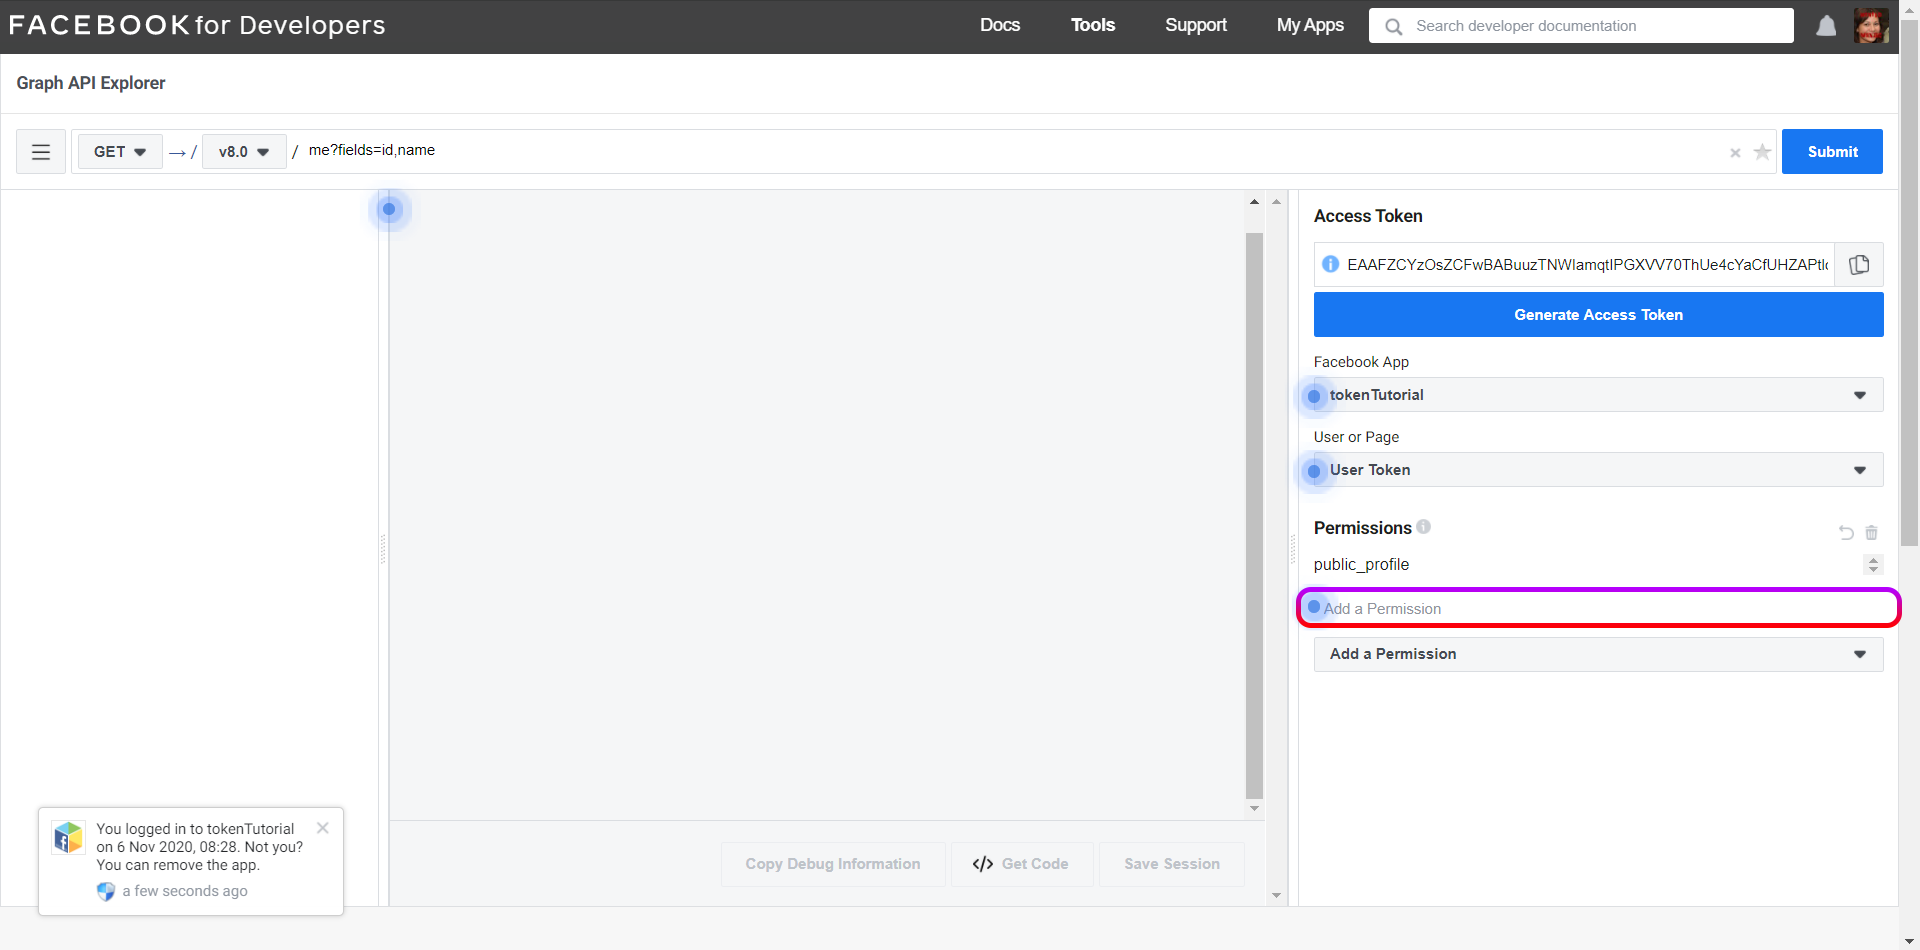 FACEBOOK for Developers
Docs
Tools
Support
My Apps
Search developer documentation
Graph API Explorer
GET
→ /
v8.0
/
me?fields=id,name
Submit
Access Token
EAAFZCYzOsZCFwBABuuzTNWIamqtIPGXVV70ThUe4cYaCfUHZAPtl
Generate Access Token
Facebook App
tokenTutorial
User or Page
User Token
Permissions
public_profile
Add a Permission
Add a Permission
You logged in to tokenTutorial
on 6 Nov 2020, 08:28. Not you?
You can remove the app.
a few seconds ago
Copy Debug Information
</> Get Code
Save Session